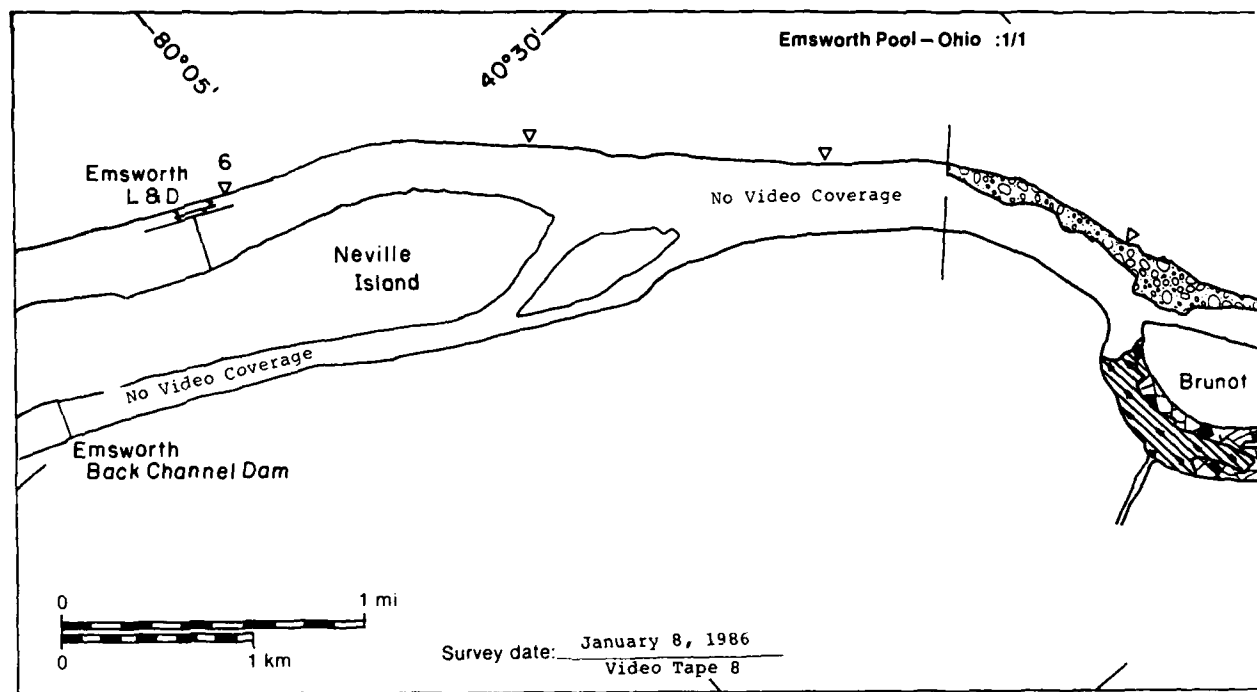 80°05'
40°30'
Emsworth Pool – Ohio :1/1
Emsworth
L & D
6
No Video Coverage
Neville
Island
Brunot
No Video Coverage
Emsworth
Back Channel Dam
0 1 mi
0 1 km
Survey date: January 8, 1986
Video Tape 8